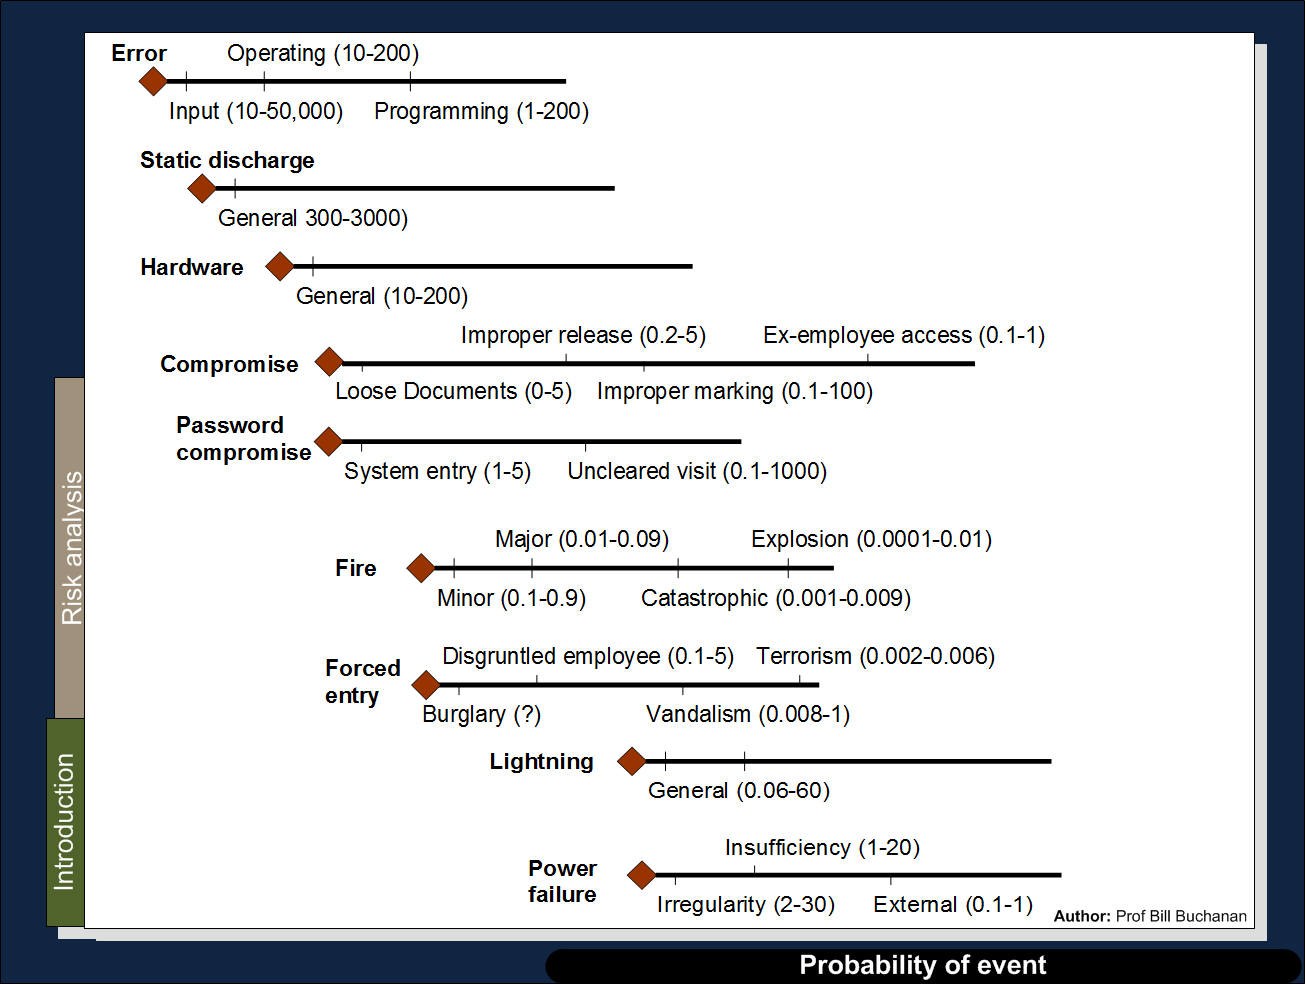 Error
Operating (10-200)
Input (10-50,000)
Programming (1-200)
Static discharge
General 300-3000)
Hardware
General (10-200)
Improper release (0.2-5)
Ex-employee access (0.1-1)
Compromise
Loose Documents (0-5)
Improper marking (0.1-100)
Password
compromise
System entry (1-5)
Uncleared visit (0.1-1000)
Major (0.01-0.09)
Explosion (0.0001-0.01)
Fire
Minor (0.1-0.9)
Catastrophic (0.001-0.009)
Disgruntled employee (0.1-5)
Terrorism (0.002-0.006)
Forced
entry
Burglary (?)
Vandalism (0.008-1)
Lightning
General (0.06-60)
Insufficiency (1-20)
Power
failure
Irregularity (2-30)
External (0.1-1)
Author: Prof Bill Buchanan
Risk analysis
Introduction
Probability of event